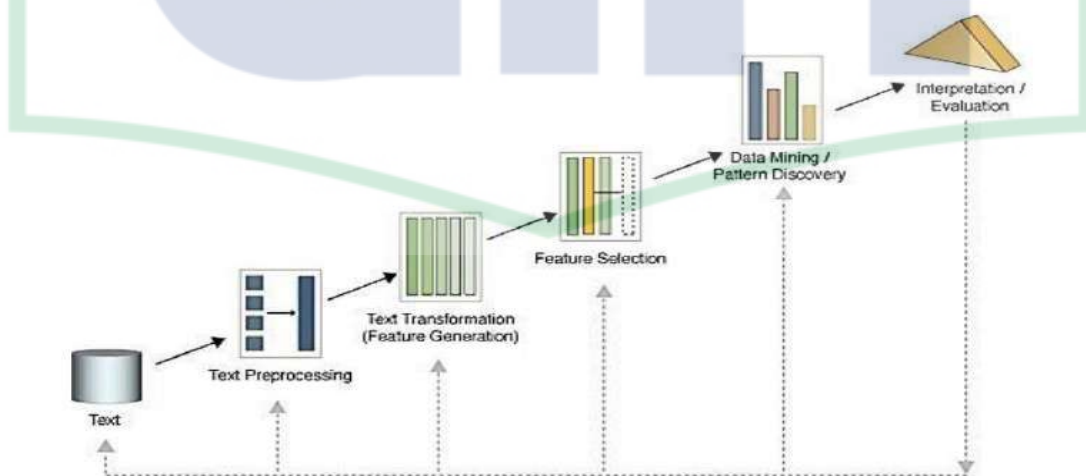 Interpretation /
Evaluation
Data Mining /
Pattern Discovery
Feature Selection
Text Transformation
(Feature Generation)
Text Preprocessing
Text